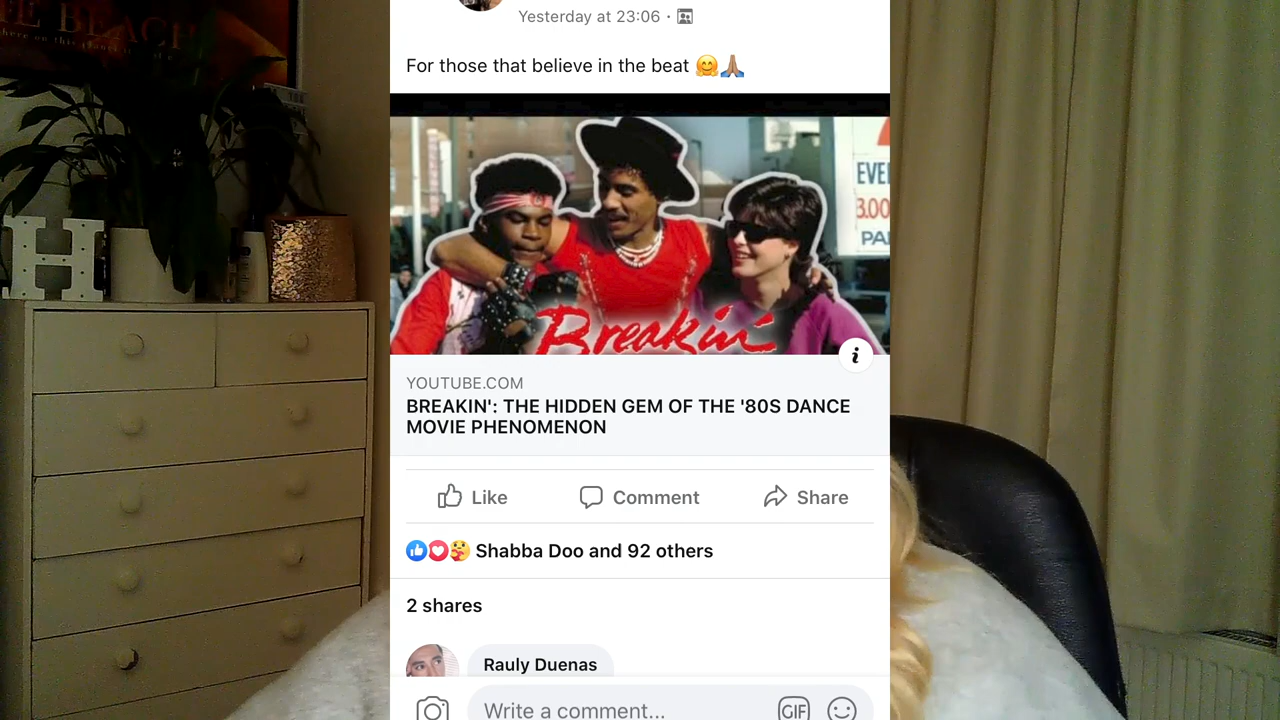 THE BEACH
Yesterday at 23:06 ·
For those that believe in the beat 🤗🙏🏽
EVE
3.00
PA
Breakin'
i
YOUTUBE.COM
BREAKIN': THE HIDDEN GEM OF THE '80S DANCE
MOVIE PHENOMENON
Like Comment Share
Shabba Doo and 92 others
2 shares
Rauly Duenas
Write a comment... GIF
H